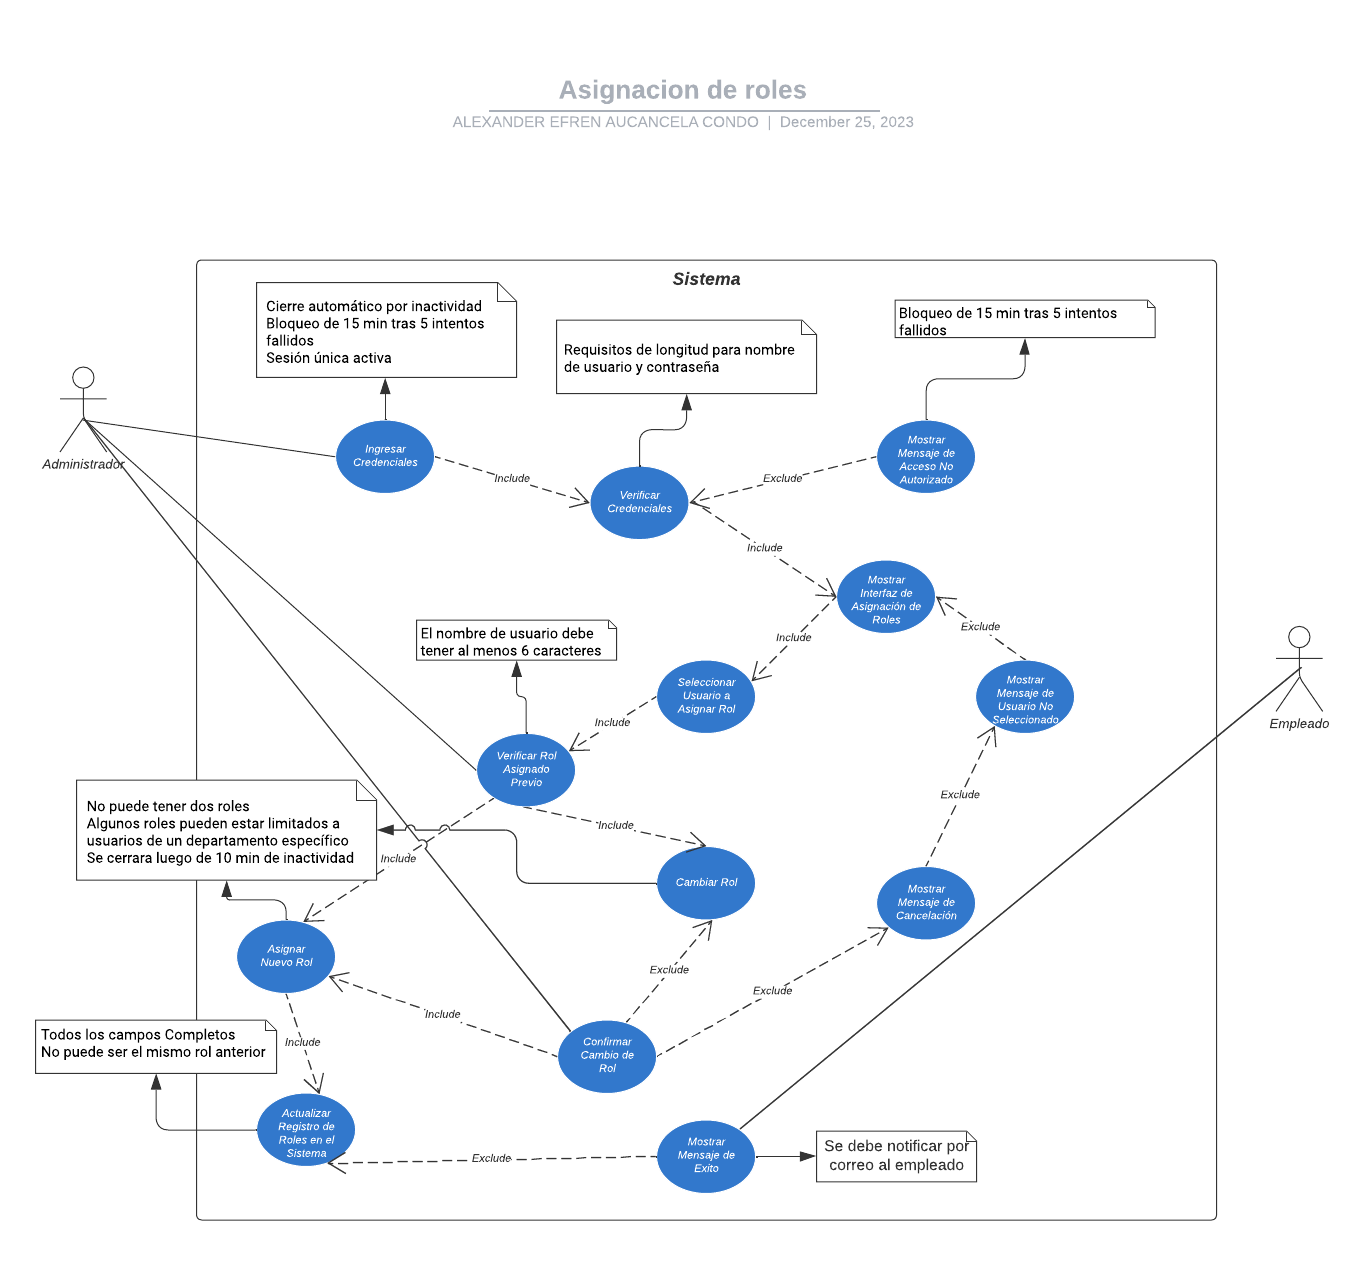 Asignacion de roles
ALEXANDER EFREN AUCANCELA CONDO | December 25, 2023
Sistema
Cierre automático por inactividad
Bloqueo de 15 min tras 5 intentos
fallidos
Sesión única activa
Requisitos de longitud para nombre
de usuario y contraseña
Bloqueo de 15 min tras 5 intentos
fallidos
Administrador
Ingresar
Credenciales
Include
Verificar
Credenciales
Exclude
Mostrar
Mensaje de
Acceso No
Autorizado
Include
Mostrar
Interfaz de
Asignación de
Roles
Include
Exclude
El nombre de usuario debe
tener al menos 6 caracteres
Seleccionar
Usuario a
Asignar Rol
Mostrar
Mensaje de
Usuario No
Seleccionado
Empleado
Include
Verificar Rol
Asignado
Previo
Exclude
No puede tener dos roles
Algunos roles pueden estar limitados a
usuarios de un departamento específico
Se cerrara luego de 10 min de inactividad
Include
Include
Cambiar Rol
Mostrar
Mensaje de
Cancelación
Asignar
Nuevo Rol
Exclude
Exclude
Include
Include
Todos los campos Completos
No puede ser el mismo rol anterior
Confirmar
Cambio de
Rol
Actualizar
Registro de
Roles en el
Sistema
Exclude
Mostrar
Mensaje de
Exito
Se debe notificar por
correo al empleado